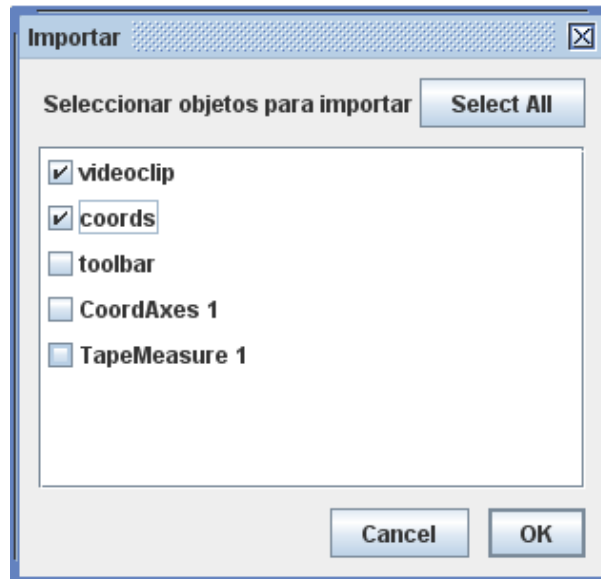 Importar
Seleccionar objetos para importar Select All
videoclip
coords
toolbar
CoordAxes 1
TapeMeasure 1
Cancel OK